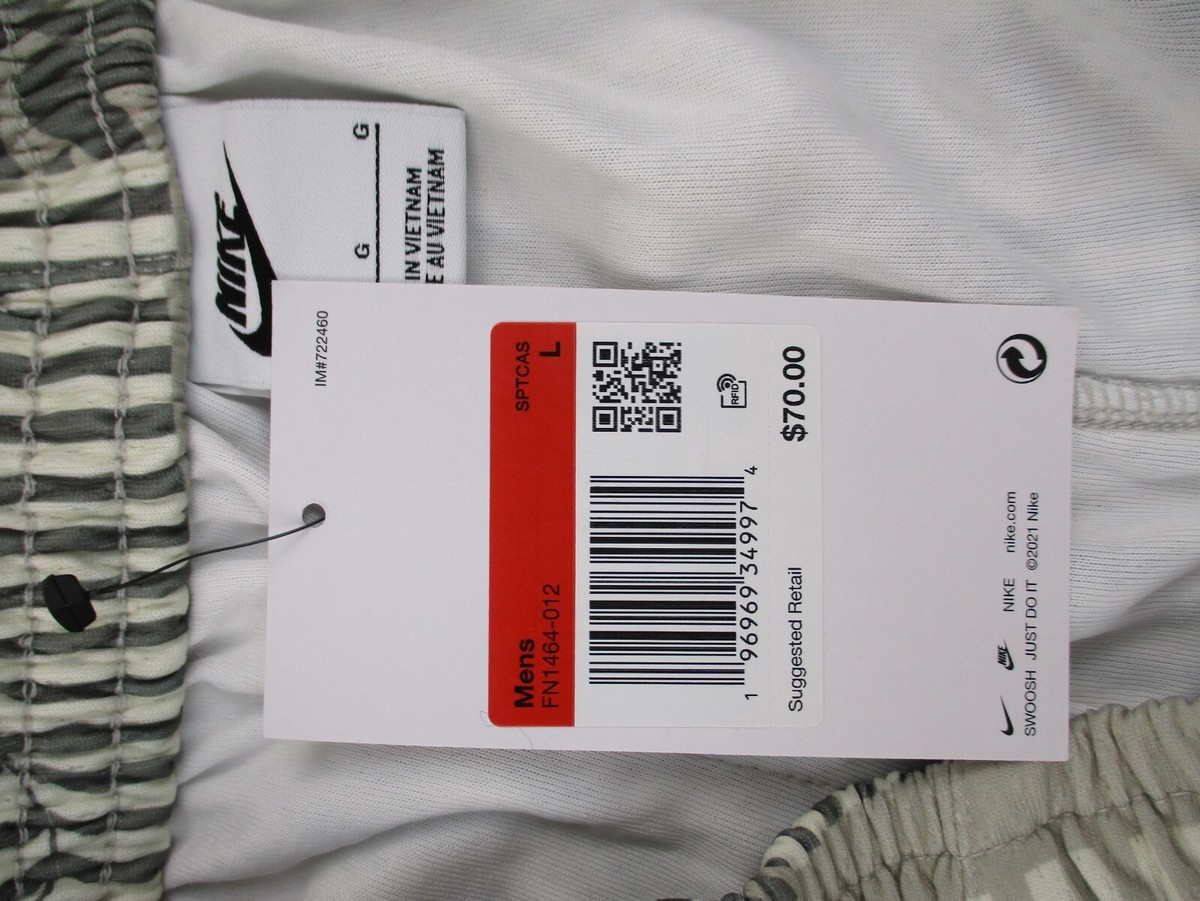 NIKE
G G
IN VIETNAM
E AU VIETNAM
IM#722460
SPTCAS
L
Mens
FN1464-012
RFID
1 96969 34997 4
$70.00
Suggested Retail
NIKE
NIKE nike.com
SWOOSH JUST DO IT ©2021 Nike